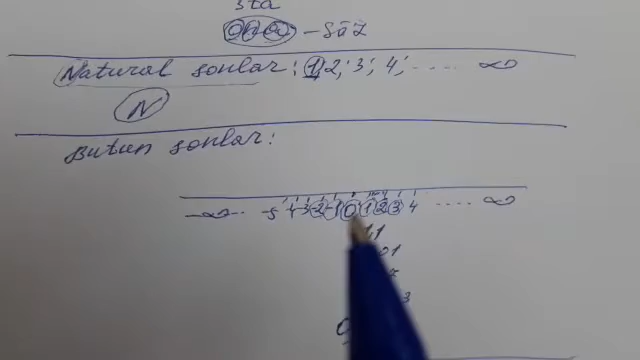 sta
ona – söz
Natural sonlar: 1; 2; 3; 4; ..... ∞
N
Butun sonlar:
-∞ .. -5 -4 -3 -2 -1 0 1 2 3 4 .... ∞